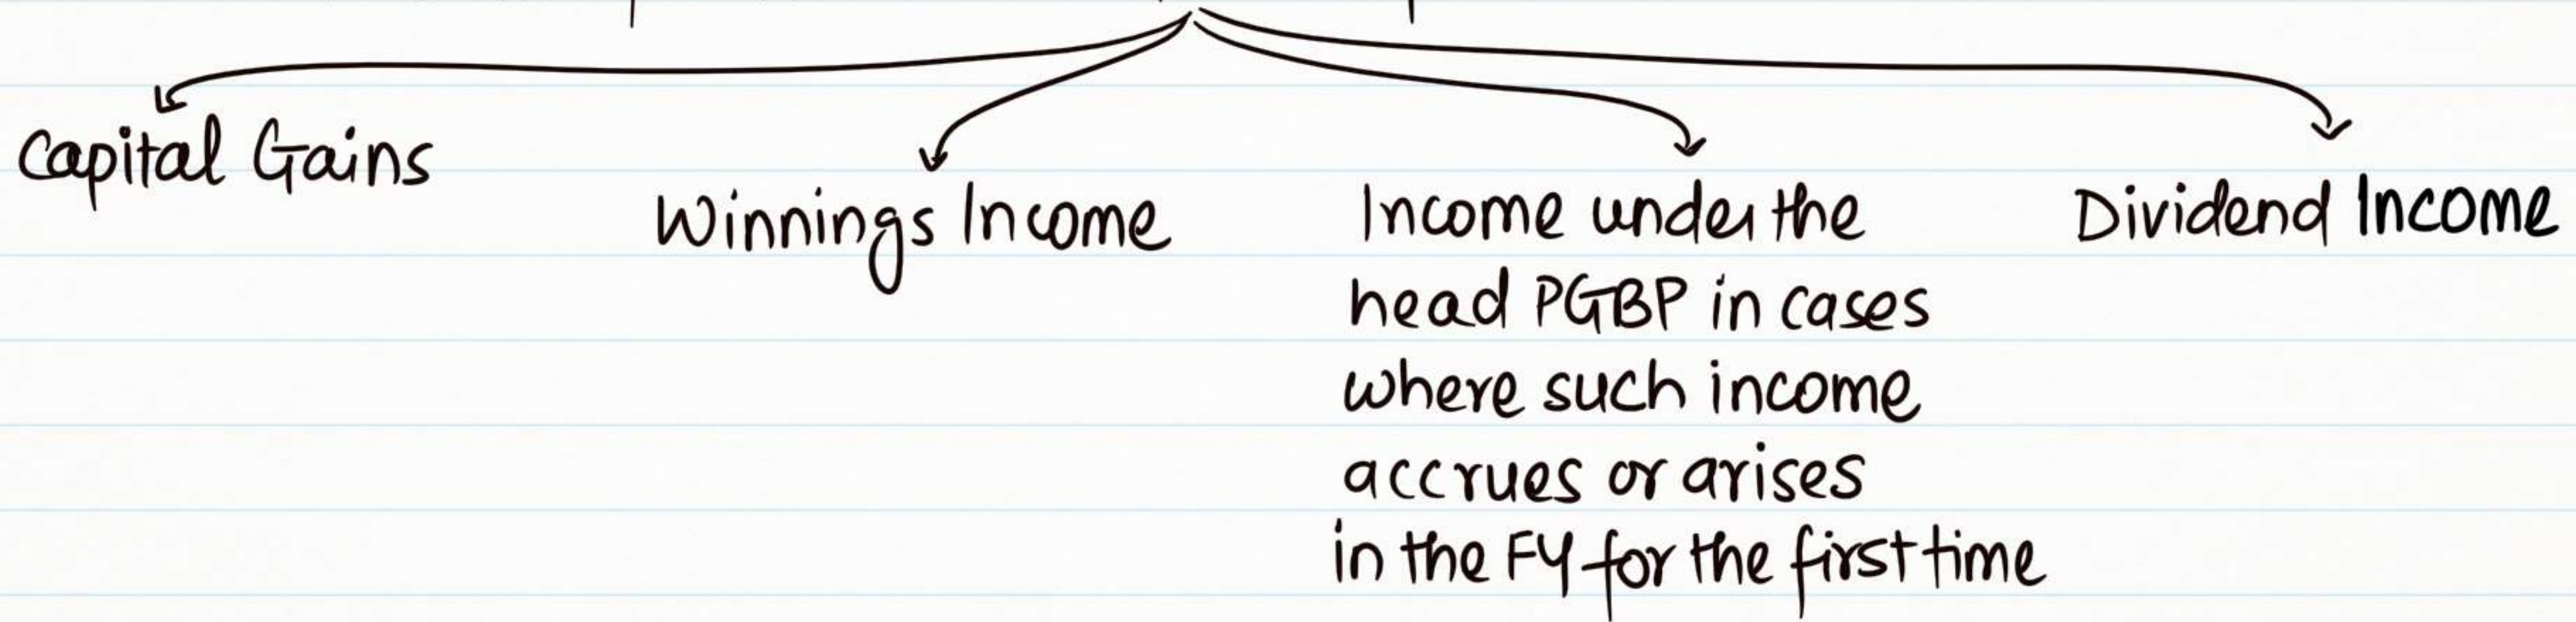 Capital Gains
Winnings Income
Income under the
head PGBP in cases
where such income
accrues or arises
in the FY for the first time
Dividend Income